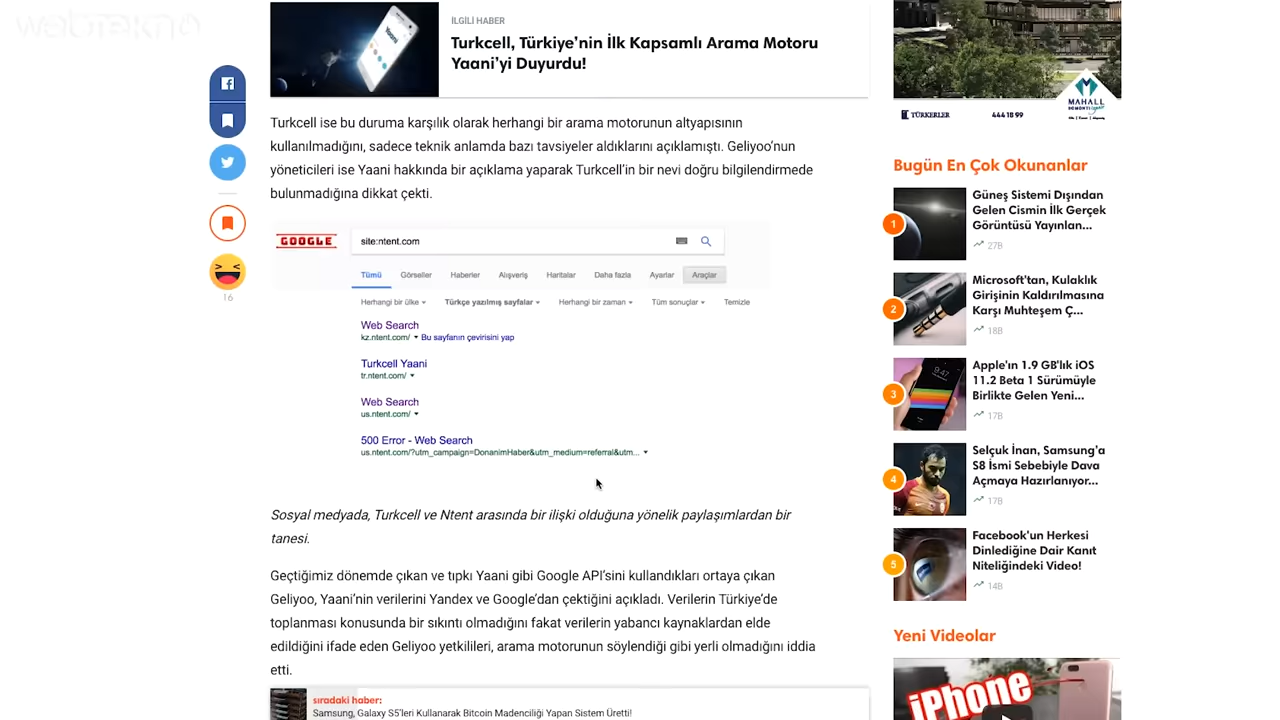 webtekno
İLGİLİ HABER
Turkcell, Türkiye’nin İlk Kapsamlı Arama Motoru
Yaani’yi Duyurdu!
Turkcell ise bu duruma karşılık olarak herhangi bir arama motorunun altyapısının
kullanılmadığını, sadece teknik anlamda bazı tavsiyeler aldıklarını açıklamıştı. Geliyoo’nun
yöneticileri ise Yaani hakkında bir açıklama yaparak Turkcell’in bir nevi doğru bilgilendirmede
bulunmadığına dikkat çekti.
GOOGLE
site:ntent.com
Tümü Görseller Haberler Alışveriş Haritalar Daha fazla Ayarlar Araçlar
Herhangi bir ülke Türkçe yazılmış sayfalar Herhangi bir zaman Tüm sonuçlar Temizle
Web Search
kz.ntent.com/ Bu sayfanın çevirisini yap
Turkcell Yaani
tr.ntent.com/
Web Search
us.ntent.com/
500 Error - Web Search
us.ntent.com/?utm_campaign=DonanimHaber&utm_medium=referral&utm...
16
Sosyal medyada, Turkcell ve Ntent arasında bir ilişki olduğuna yönelik paylaşımlardan bir
tanesi.
Geçtiğimiz dönemde çıkan ve tıpkı Yaani gibi Google API’sini kullandıkları ortaya çıkan
Geliyoo, Yaani’nin verilerini Yandex ve Google’dan çektiğini açıkladı. Verilerin Türkiye’de
toplanması konusunda bir sıkıntı olmadığını fakat verilerin yabancı kaynaklardan elde
edildiğini ifade eden Geliyoo yetkilileri, arama motorunun söylendiği gibi yerli olmadığını iddia
etti.
sıradaki haber:
Samsung, Galaxy S5’leri Kullanarak Bitcoin Madenciliği Yapan Sistem Üretti!
MAHALL
TÜRKERLER
444 18 99
Bugün En Çok Okunanlar
1
Güneş Sistemi Dışından
Gelen Cismin İlk Gerçek
Görüntüsü Yayınlan...
27B
2
Microsoft'tan, Kulaklık
Girişinin Kaldırılmasına
Karşı Muhteşem Ç...
18B
3
Apple'ın 1.9 GB'lık iOS
11.2 Beta 1 Sürümüyle
Birlikte Gelen Yeni...
17B
4
Selçuk İnan, Samsung'a
S8 İsmi Sebebiyle Dava
Açmaya Hazırlanıyor...
17B
5
Facebook'un Herkesi
Dinlediğine Dair Kanıt
Niteliğindeki Video!
14B
Yeni Videolar
iPhone